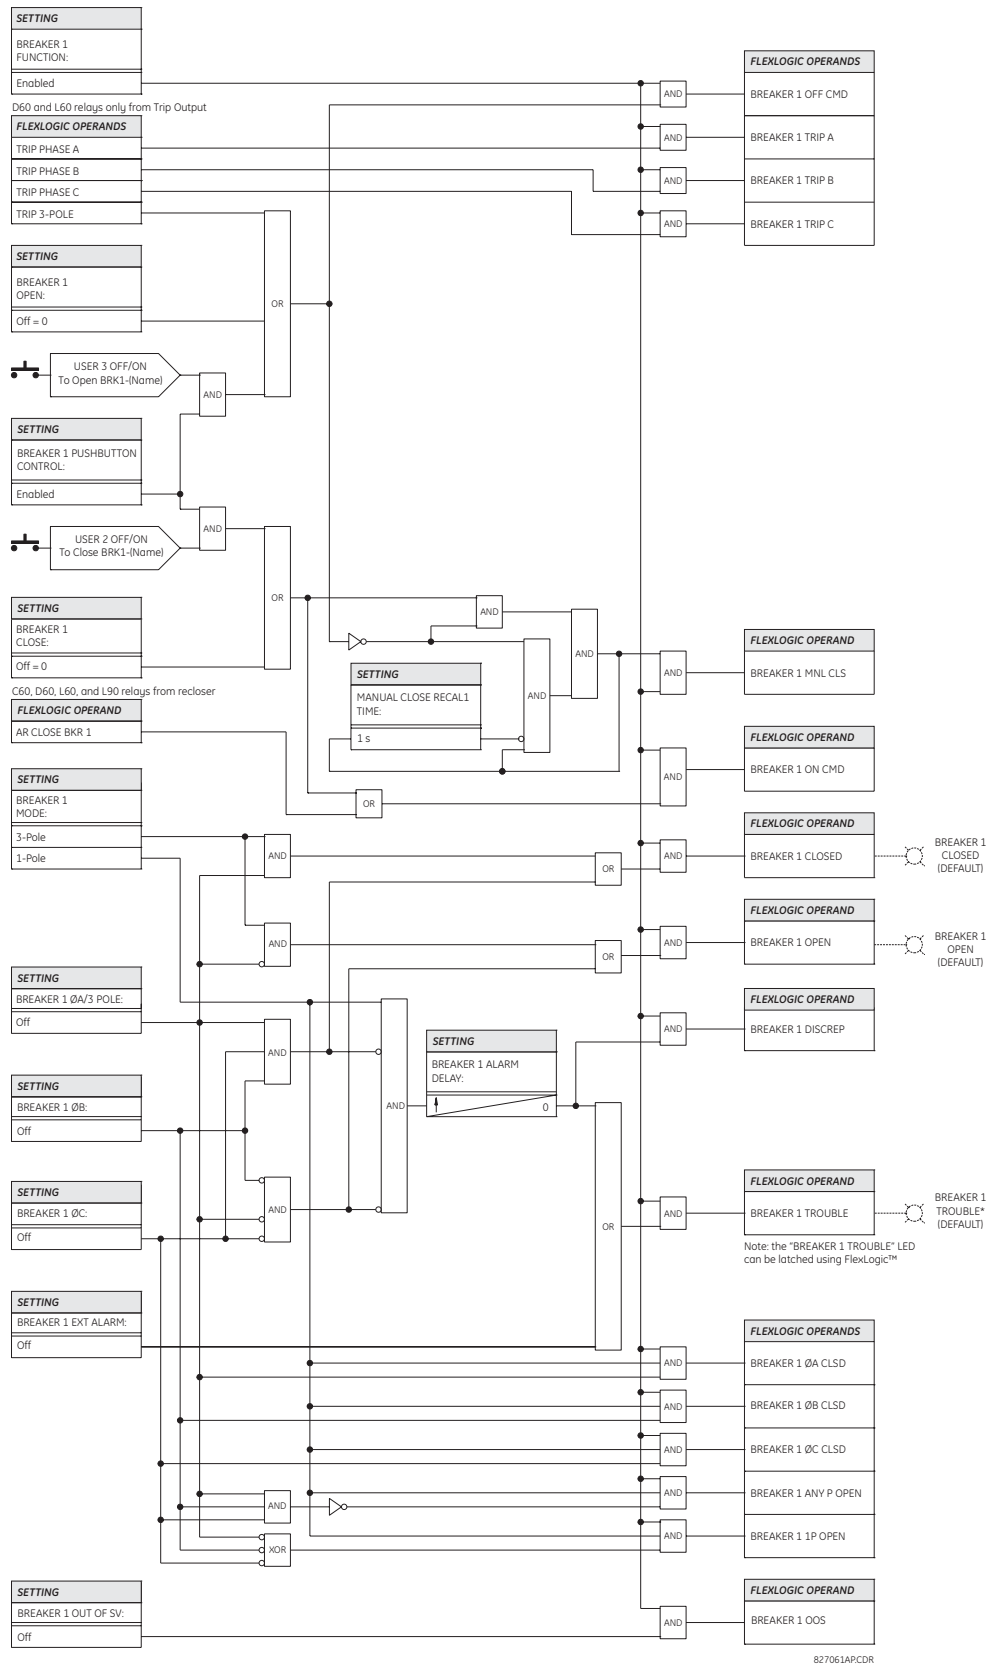 SETTING
BREAKER 1
FUNCTION:
Enabled
D60 and L60 relays only from Trip Output
FLEXLOGIC OPERANDS
TRIP PHASE A
TRIP PHASE B
TRIP PHASE C
TRIP 3-POLE
SETTING
BREAKER 1
OPEN:
Off = 0
USER 3 OFF/ON
To Open BRK1-(Name)
AND
OR
SETTING
BREAKER 1 PUSHBUTTON
CONTROL:
Enabled
USER 2 OFF/ON
To Close BRK1-(Name)
AND
OR
SETTING
BREAKER 1
CLOSE:
Off = 0
C60, D60, L60, and L90 relays from recloser
FLEXLOGIC OPERAND
AR CLOSE BKR 1
SETTING
MANUAL CLOSE RECAL1
TIME:
1 s
AND
AND
AND
OR
SETTING
BREAKER 1
MODE:
3-Pole
1-Pole
AND
AND
OR
OR
SETTING
BREAKER 1 ØA/3 POLE:
Off
SETTING
BREAKER 1 ØB:
Off
SETTING
BREAKER 1 ØC:
Off
AND
AND
AND
SETTING
BREAKER 1 ALARM
DELAY:
0
OR
SETTING
BREAKER 1 EXT ALARM:
Off
AND
XOR
SETTING
BREAKER 1 OUT OF SV:
Off
FLEXLOGIC OPERANDS
AND
BREAKER 1 OFF CMD
AND
BREAKER 1 TRIP A
AND
BREAKER 1 TRIP B
AND
BREAKER 1 TRIP C
FLEXLOGIC OPERAND
AND
BREAKER 1 MNL CLS
FLEXLOGIC OPERAND
AND
BREAKER 1 ON CMD
FLEXLOGIC OPERAND
AND
BREAKER 1 CLOSED
BREAKER 1
CLOSED
(DEFAULT)
FLEXLOGIC OPERAND
AND
BREAKER 1 OPEN
BREAKER 1
OPEN
(DEFAULT)
FLEXLOGIC OPERAND
AND
BREAKER 1 DISCREP
FLEXLOGIC OPERAND
AND
BREAKER 1 TROUBLE
BREAKER 1
TROUBLE*
(DEFAULT)
Note: the "BREAKER 1 TROUBLE" LED
can be latched using FlexLogic™
FLEXLOGIC OPERANDS
AND
BREAKER 1 ØA CLSD
AND
BREAKER 1 ØB CLSD
AND
BREAKER 1 ØC CLSD
AND
BREAKER 1 ANY P OPEN
AND
BREAKER 1 1P OPEN
FLEXLOGIC OPERAND
AND
BREAKER 1 OOS
827061AP.CDR